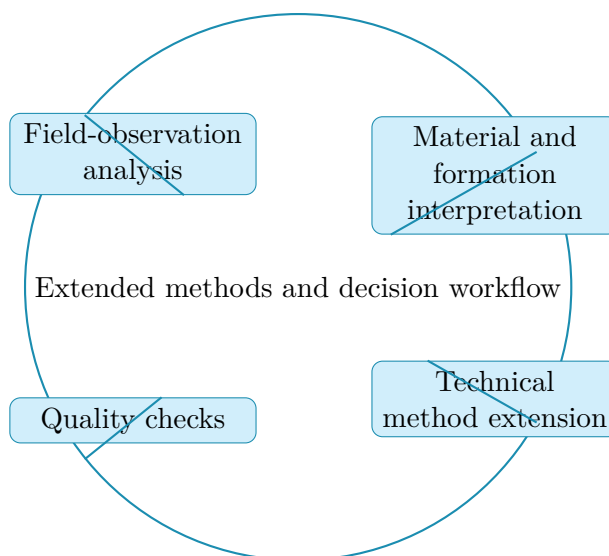 Field-observation
analysis
Material and
formation
interpretation
Extended methods and decision workflow
Quality checks
Technical
method extension